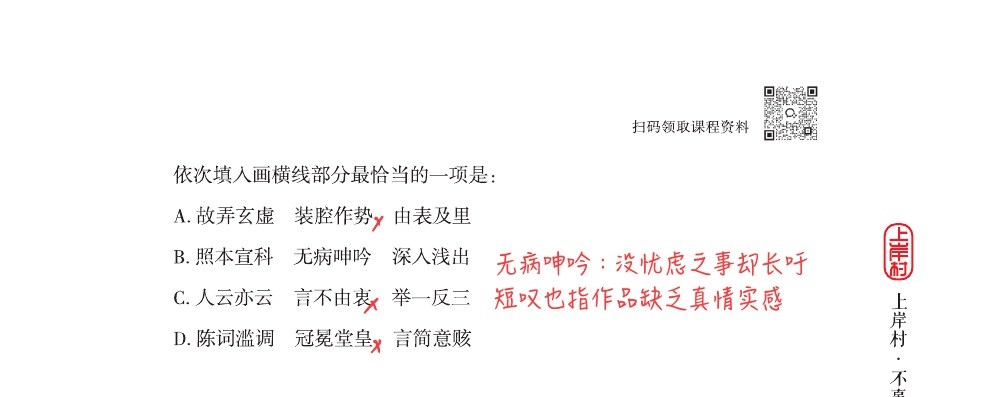 扫码领取课程资料
依次填入画横线部分最恰当的一项是：
A. 故弄玄虚 装腔作势 由表及里
B. 照本宣科 无病呻吟 深入浅出
C. 人云亦云 言不由衷 举一反三
D. 陈词滥调 冠冕堂皇 言简意赅
无病呻吟：没忧虑之事却长吁
短叹也指作品缺乏真情实感
上岸村
上岸村·不